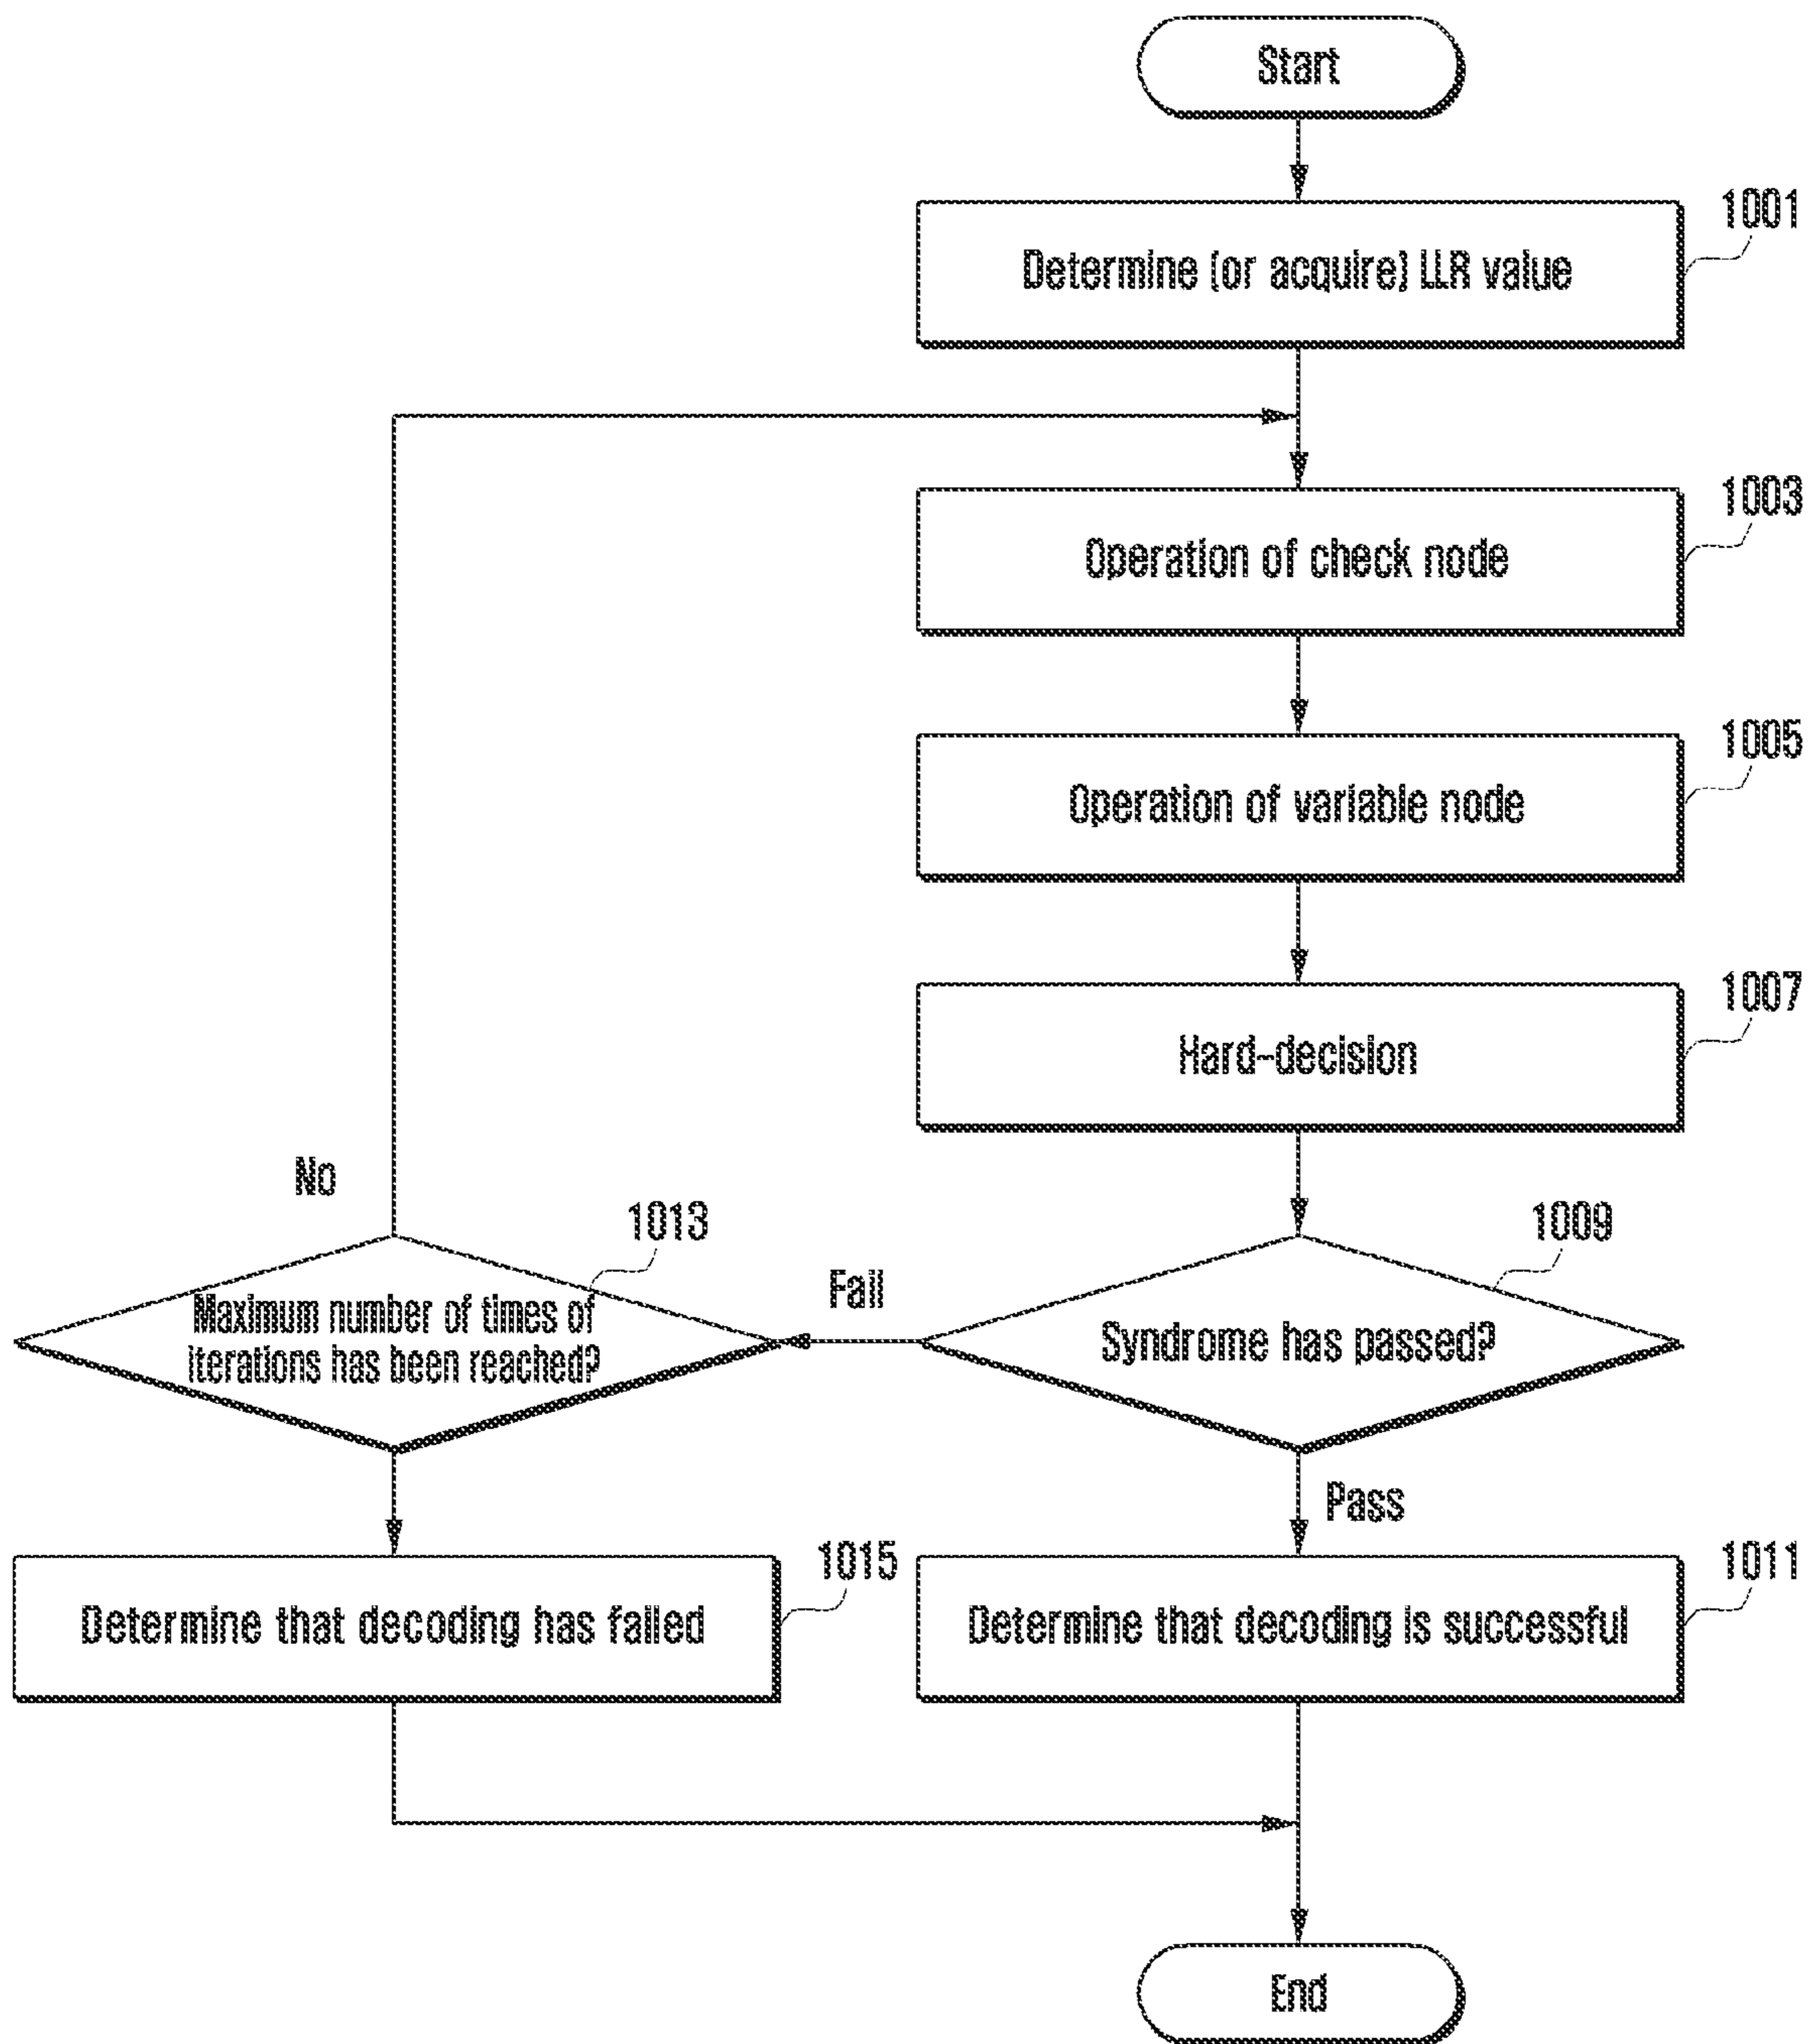 Start
1001
Determine (or acquire) LLR value
1003
Operation of check node
1005
Operation of variable node
1007
Hard-decision
No
1013
1009
Maximum number of times of
iterations has been reached?
Fail
Syndrome has passed?
Pass
1015
1011
Determine that decoding has failed
Determine that decoding is successful
End